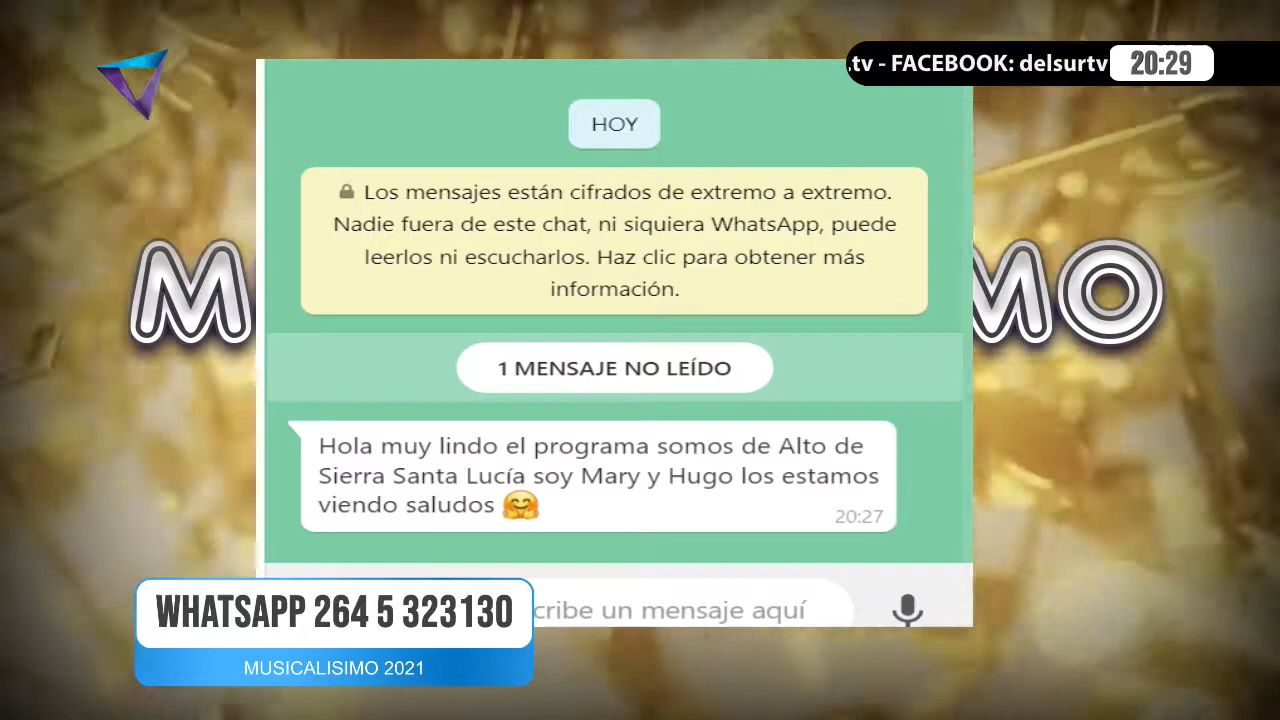 .tv - FACEBOOK: delsurtv
20:29
HOY
Los mensajes están cifrados de extremo a extremo.
Nadie fuera de este chat, ni siquiera WhatsApp, puede
leerlos ni escucharlos. Haz clic para obtener más
información.
M
MO
1 MENSAJE NO LEÍDO
Hola muy lindo el programa somos de Alto de
Sierra Santa Lucía soy Mary y Hugo los estamos
viendo saludos 🤗
20:27
cribe un mensaje aquí
WHATSAPP 264 5 323130
MUSICALISIMO 2021